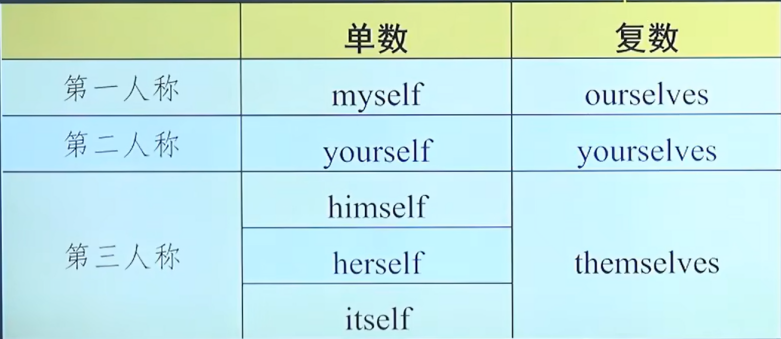 单数 复数
第一人称 myself ourselves
第二人称 yourself yourselves
himself
第三人称 herself themselves
itself